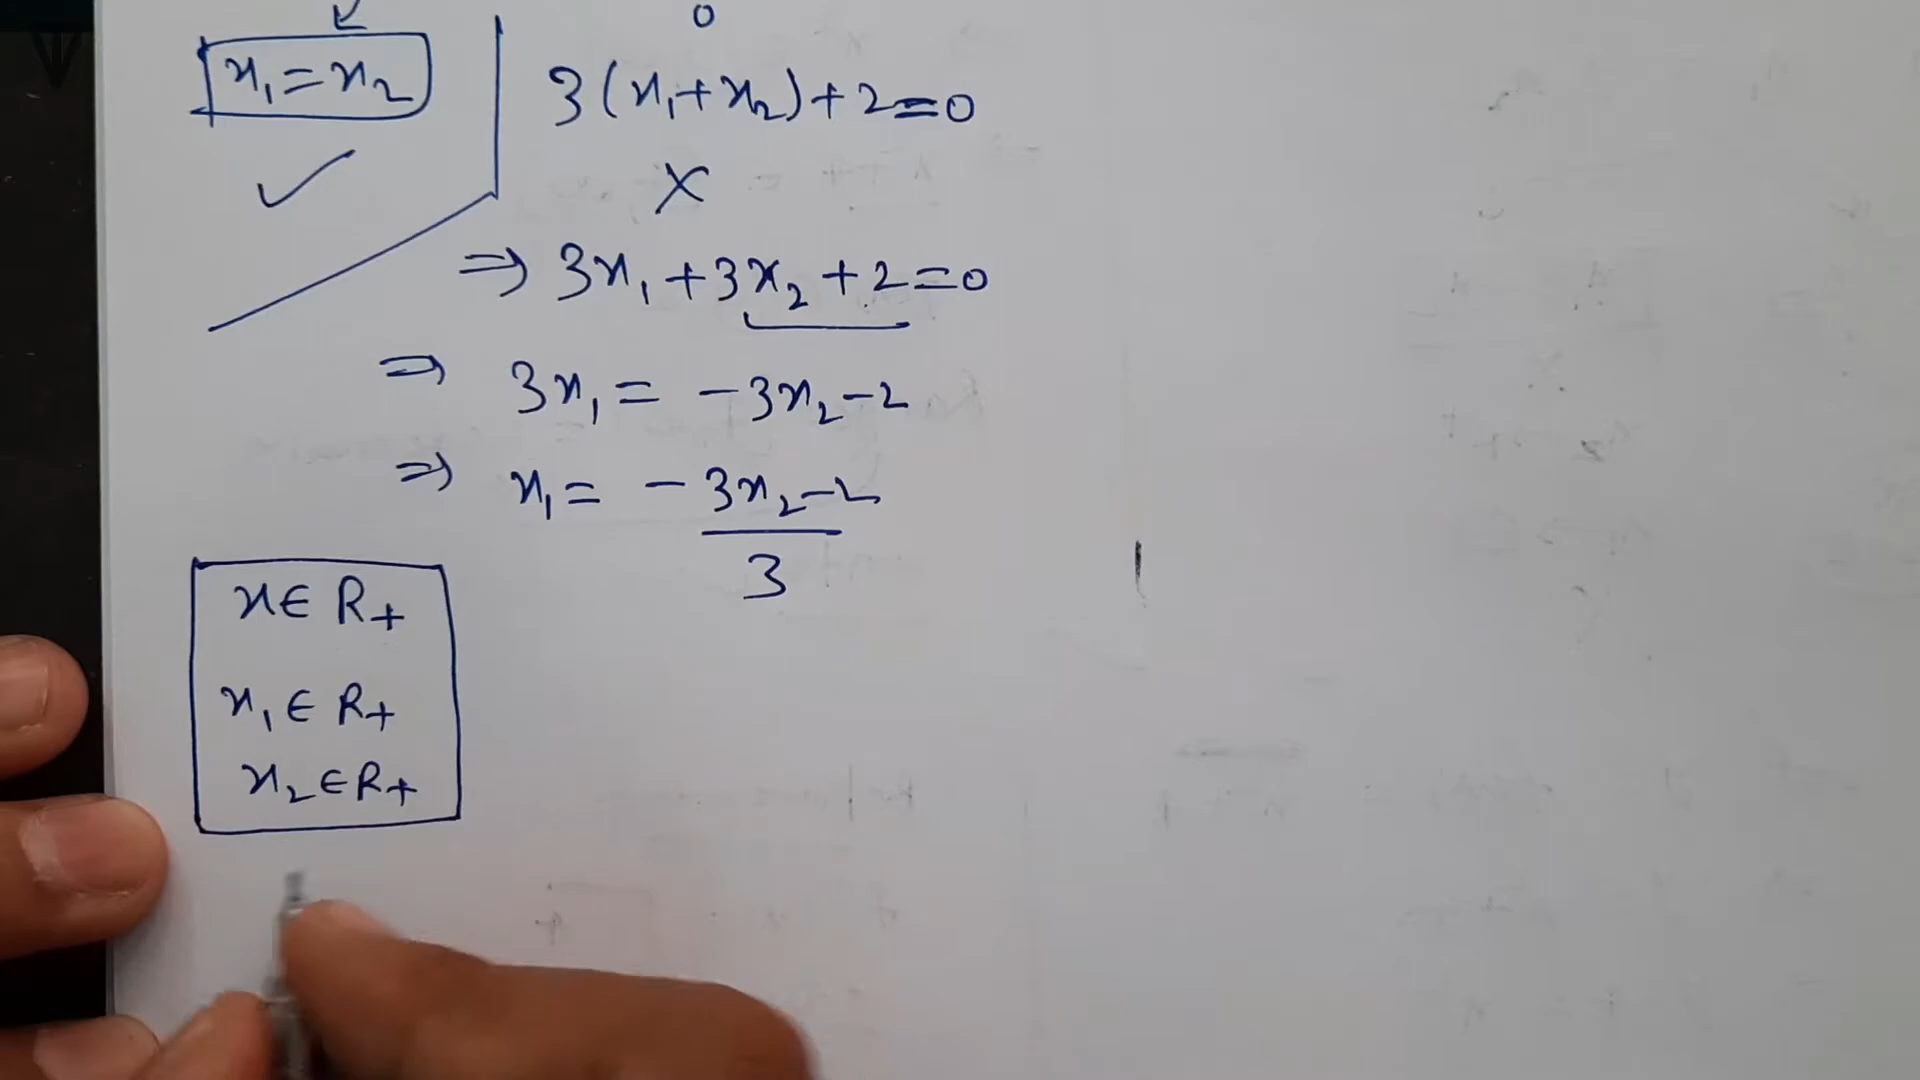 x₁ = x₂
0
3(x₁+x₂)+2=0
✓
X
⇒ 3x₁ + 3x₂ + 2 = 0
⇒ 3x₁ = -3x₂ - 2
⇒ x₁ = - 3x₂ - 2
3
x ∈ R+
x₁ ∈ R+
x₂ ∈ R+